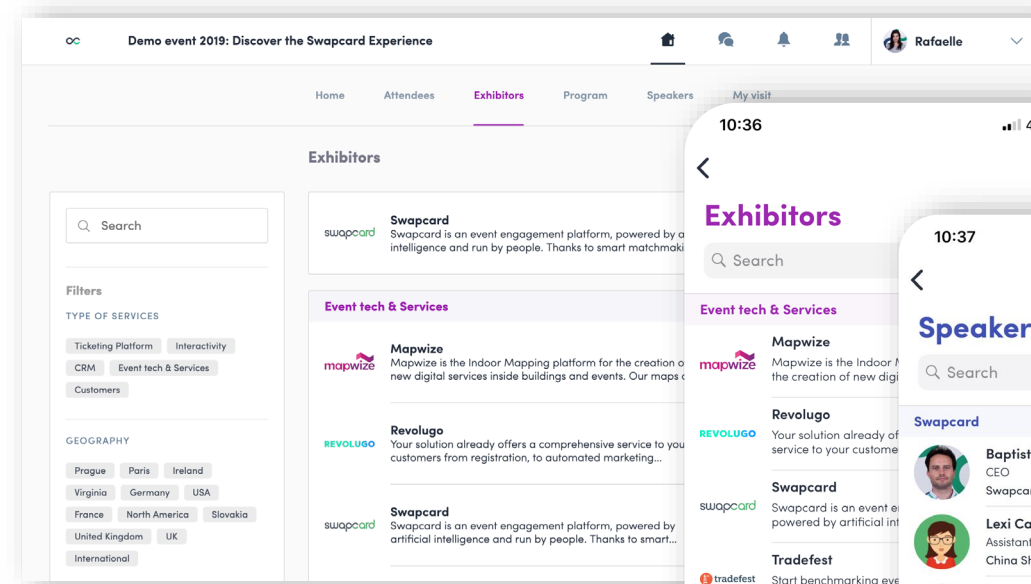 Demo event 2019: Discover the Swapcard Experience
Rafaelle
Home Attendees Exhibitors Program Speakers My visit
Exhibitors
Search
Filters
TYPE OF SERVICES
Ticketing Platform Interactivity
CRM Event tech & Services
Customers
GEOGRAPHY
Prague Paris Ireland
Virginia Germany USA
France North America Slovakia
United Kingdom UK
International
swapcard
Swapcard
Swapcard is an event engagement platform, powered by a
intelligence and run by people. Thanks to smart
Event tech & Services
mapwize
Mapwize
Mapwize is the Indoor Mapping platform for the creation
new digital services inside buildings and events. Our maps
REVOLUGO
Revolugo
Your solution already offers a comprehensive service to
customers from registration, to automated marketing...
swapcard
Swapcard
Swapcard is an event engagement platform, powered by
artificial intelligence and run by people. Thanks to smart...
10:36
Exhibitors
Search
Event tech & Services
mapwize
Mapwize
Mapwize is the Indoor
the creation of new
REVOLUGO
Revolugo
Your solution already
service to your
swapcard
Swapcard
Swapcard is an event
powered by artificial
tradefest
Tradefest
Start benchmarking
10:37
Speaker
Search
Swapcard
Baptist
CEO
Swapcar
Lexi Ca
Assistant
China Sh